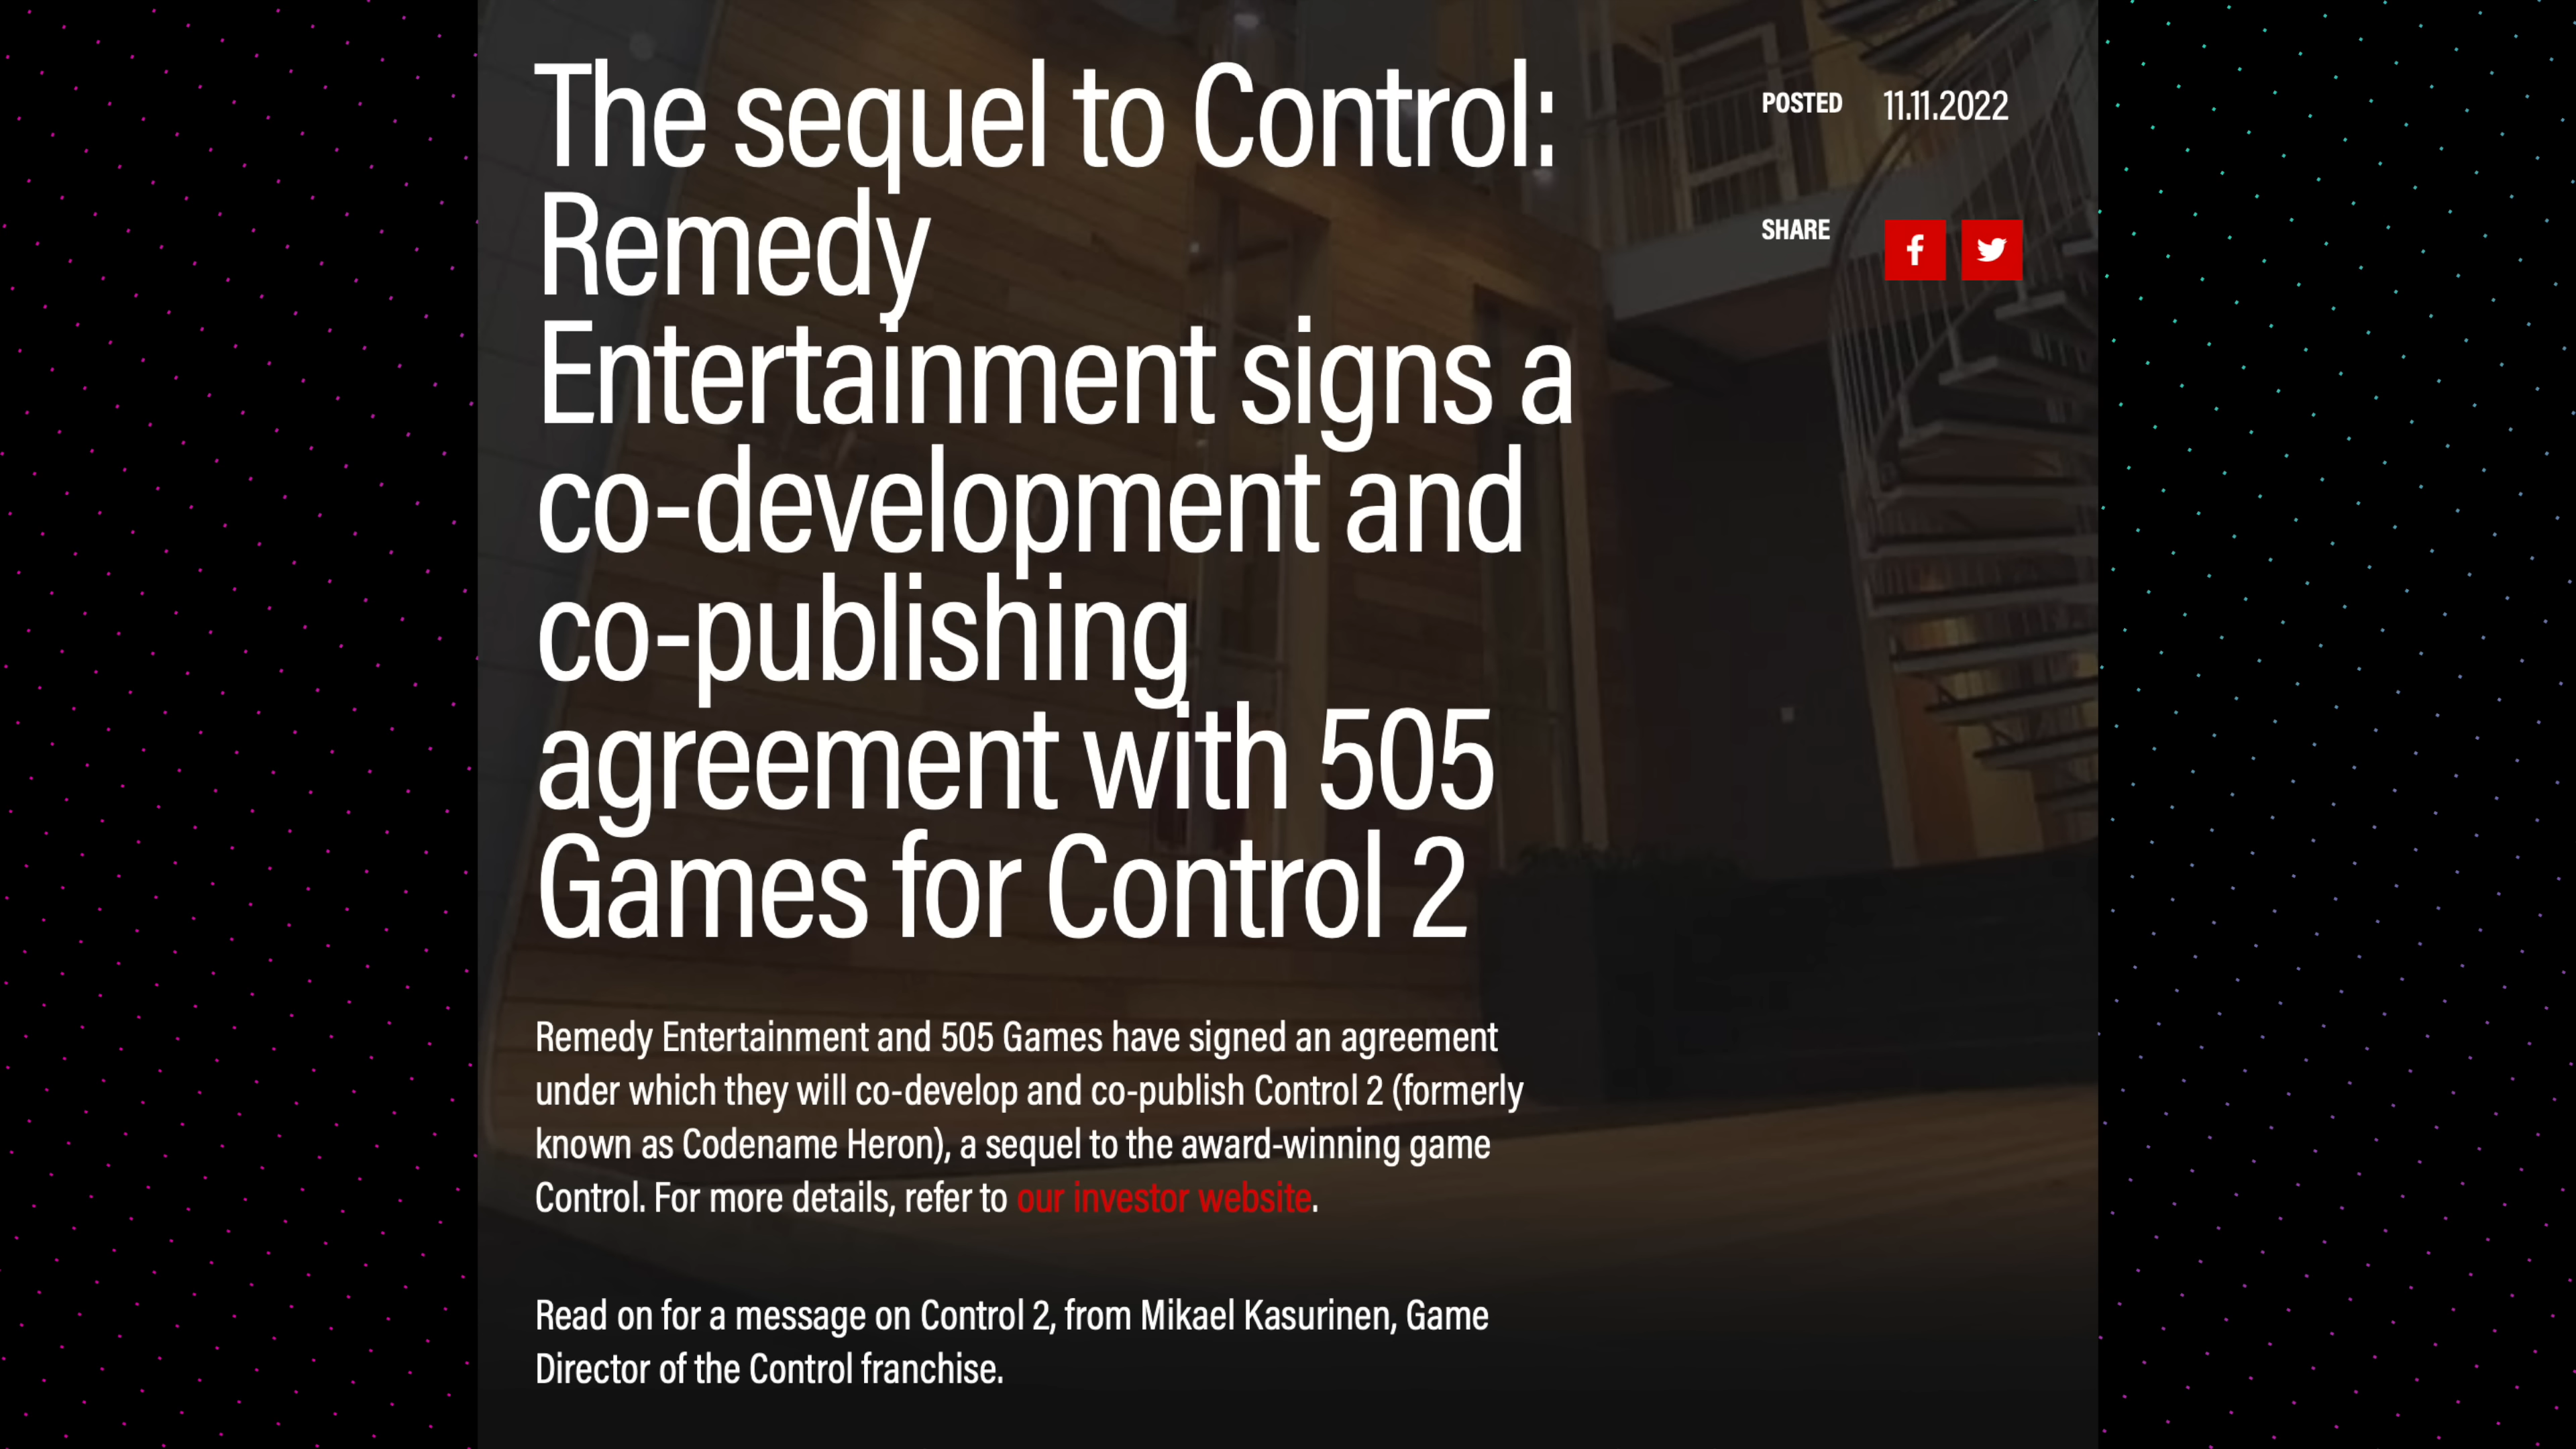 The sequel to Control:
Remedy
Entertainment signs a
co-development and
co-publishing
agreement with 505
Games for Control 2
POSTED 11.11.2022
SHARE
Remedy Entertainment and 505 Games have signed an agreement
under which they will co-develop and co-publish Control 2 (formerly
known as Codename Heron), a sequel to the award-winning game
Control. For more details, refer to our investor website.
Read on for a message on Control 2, from Mikael Kasurinen, Game
Director of the Control franchise.